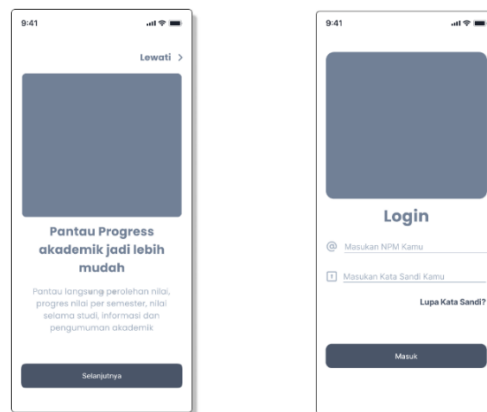 9:41
Lewati >
Pantau Progress
akademik jadi lebih
mudah
Pantau langsung perolehan nilai,
progres nilai per semester, nilai
selama studi, informasi dan
pengumuman akademik
Selanjutnya
9:41
Login
@ Masukan NPM Kamu
Masukan Kata Sandi Kamu
Lupa Kata Sandi?
Masuk